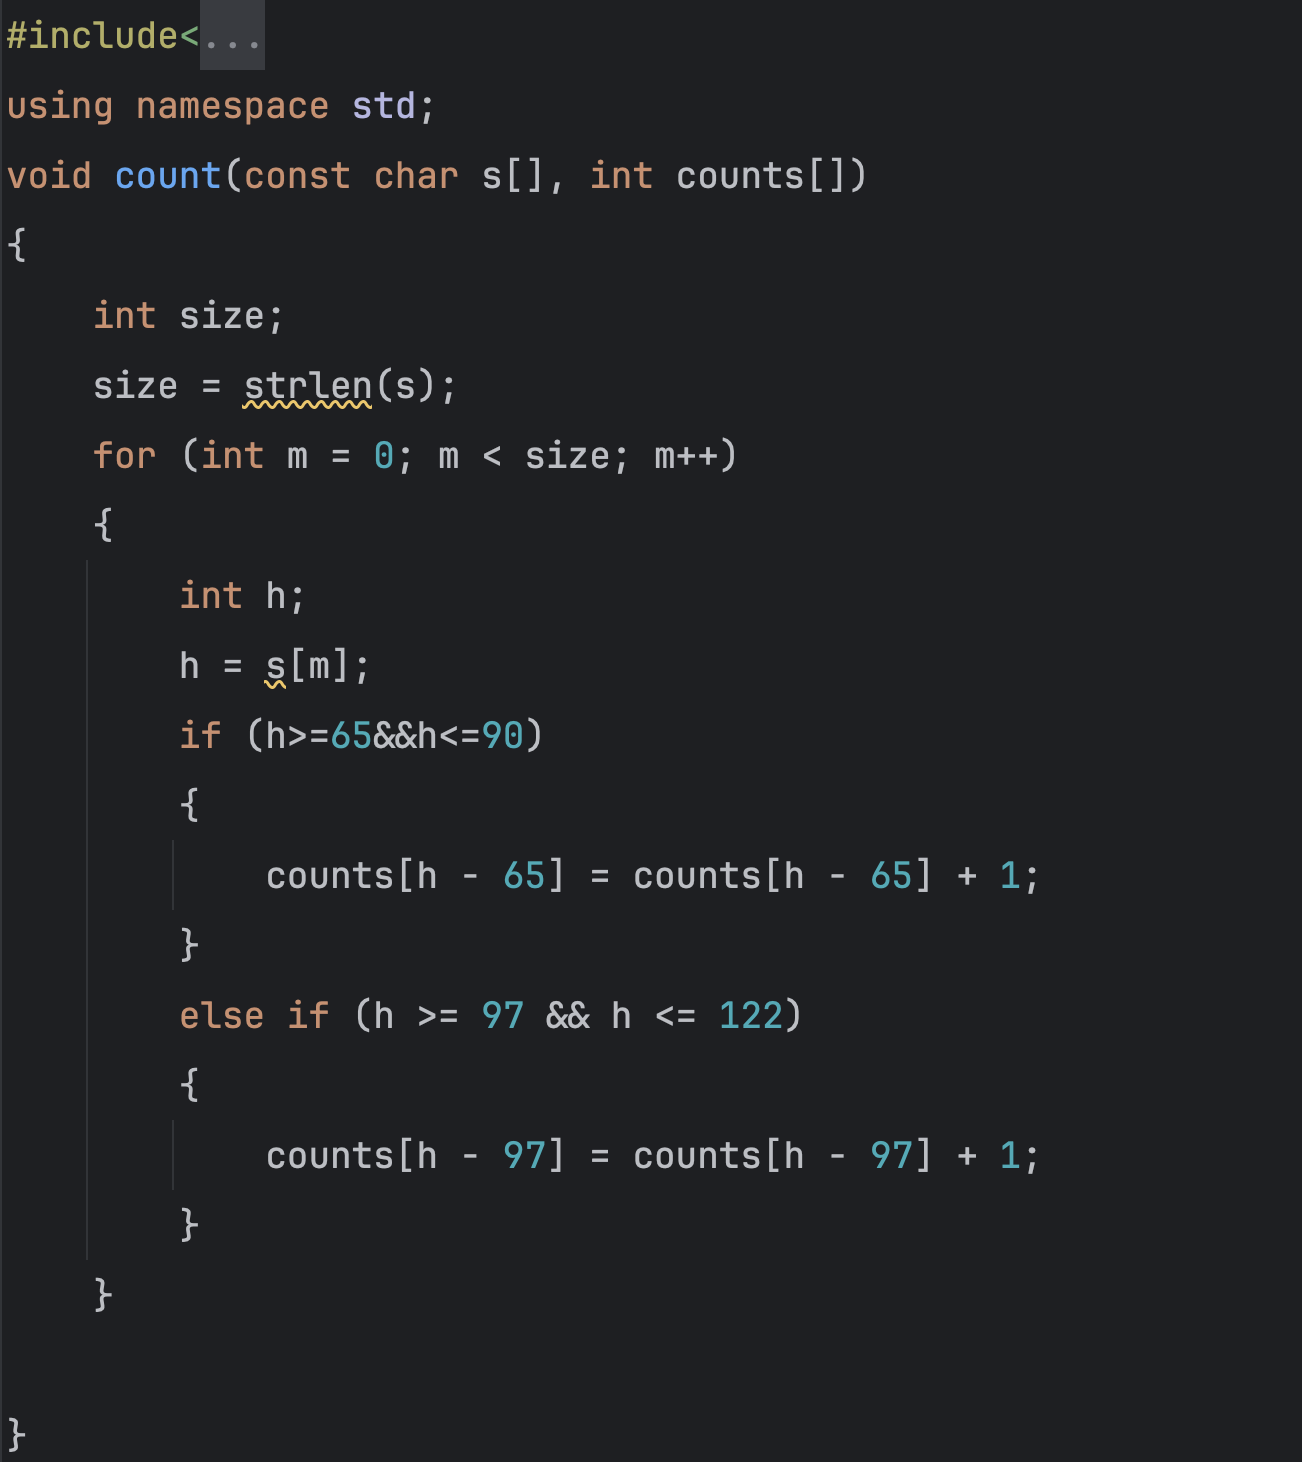 #include<...
using namespace std;
void count(const char s[], int counts[])
{
    int size;
    size = strlen(s);
    for (int m = 0; m < size; m++)
    {
        int h;
        h = s[m];
        if (h>=65&&h<=90)
        {
            counts[h - 65] = counts[h - 65] + 1;
        }
        else if (h >= 97 && h <= 122)
        {
            counts[h - 97] = counts[h - 97] + 1;
        }
    }

}